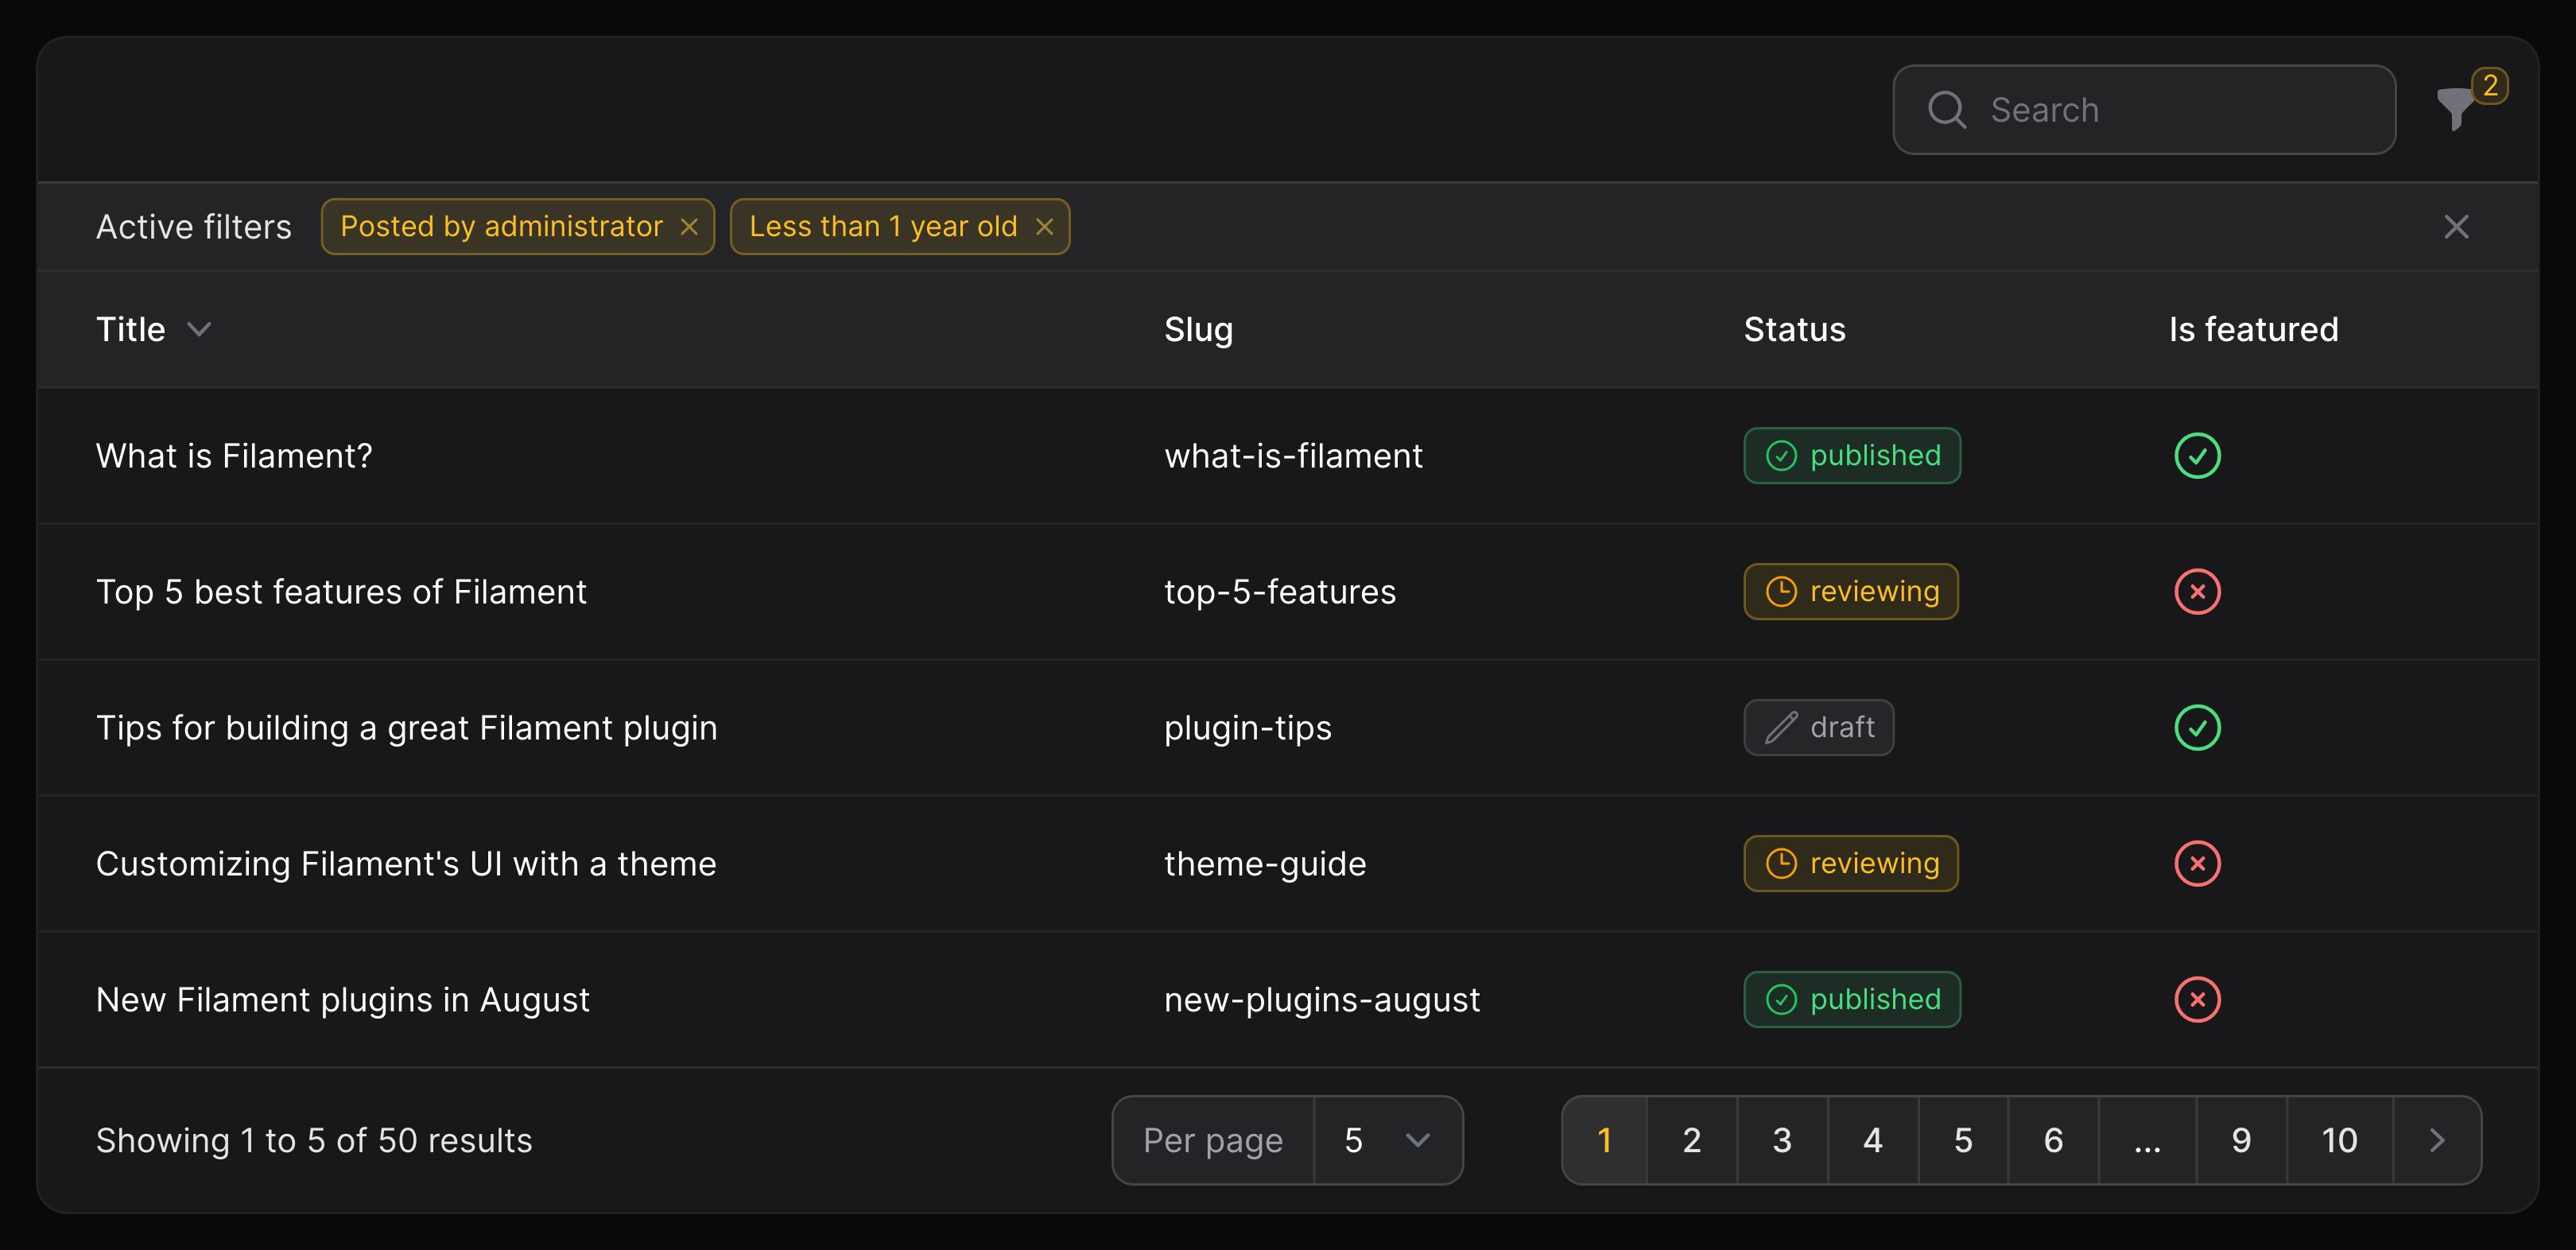 Search
2
Active filters Posted by administrator Less than 1 year old
Title Slug Status Is featured
What is Filament? what-is-filament published
Top 5 best features of Filament top-5-features reviewing
Tips for building a great Filament plugin plugin-tips draft
Customizing Filament's UI with a theme theme-guide reviewing
New Filament plugins in August new-plugins-august published
Showing 1 to 5 of 50 results Per page 5 1 2 3 4 5 6 ... 9 10